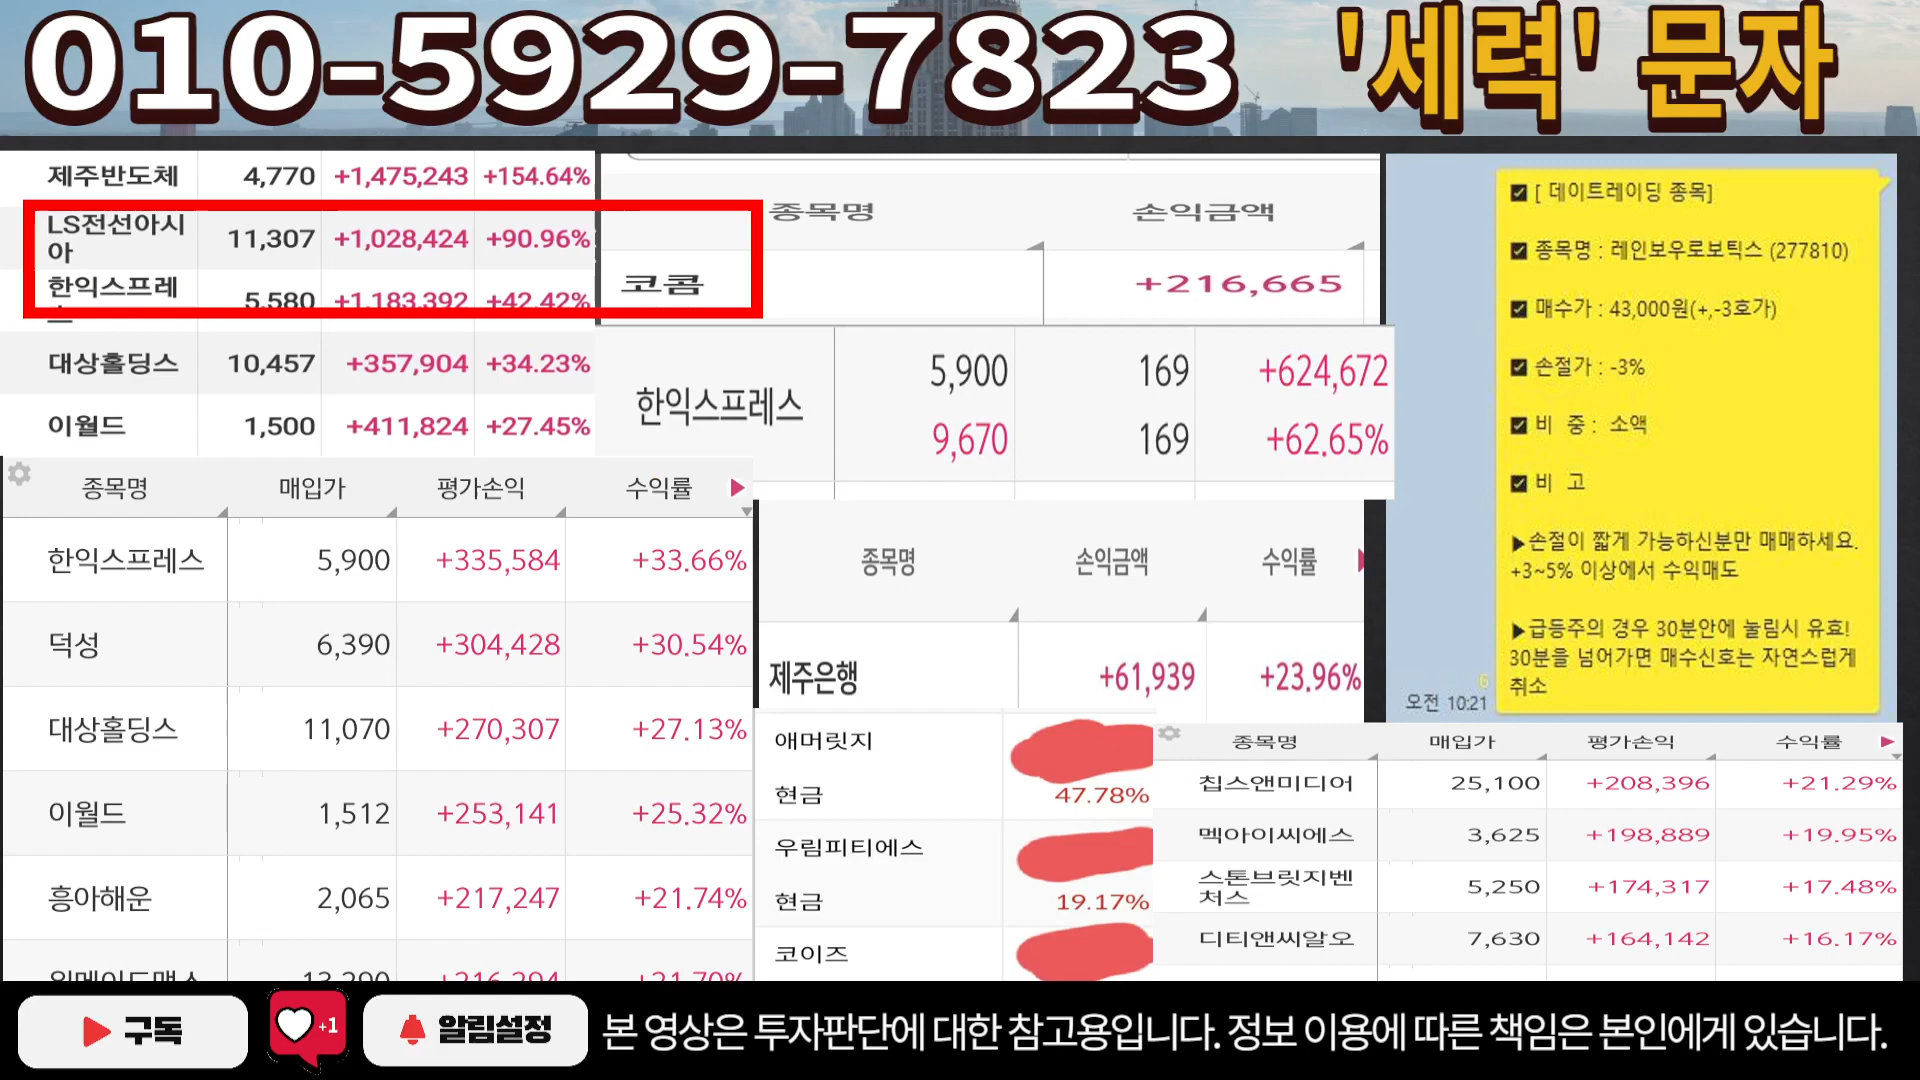 010-5929-7823 '세력' 문자
제주반도체 4,770 +1,475,243 +154.64%
LS전선아시아 11,307 +1,028,424 +90.96%
한익스프레스 5,580 +1,183,392 +42.42%
대상홀딩스 10,457 +357,904 +34.23%
이월드 1,500 +411,824 +27.45%
종목명 손익금액
코콤 +216,665
한익스프레스 5,900 169 +624,672
9,670 169 +62.65%
종목명 매입가 평가손익 수익률
한익스프레스 5,900 +335,584 +33.66%
덕성 6,390 +304,428 +30.54%
대상홀딩스 11,070 +270,307 +27.13%
이월드 1,512 +253,141 +25.32%
흥아해운 2,065 +217,247 +21.74%
종목명 손익금액 수익률
제주은행 +61,939 +23.96%
애머릿지
현금 47.78%
우림피티에스
현금 19.17%
코이즈
[ 데이트레이딩 종목]
종목명 : 레인보우로보틱스 (277810)
매수가 : 43,000원(+,-3호가)
손절가 : -3%
비 중 : 소액
비 고
▶손절이 짧게 가능하신분만 매매하세요.
+3~5% 이상에서 수익매도
▶급등주의 경우 30분안에 눌림시 유효!
30분을 넘어가면 매수신호는 자연스럽게
취소
6
오전 10:21
종목명 매입가 평가손익 수익률
칩스앤미디어 25,100 +208,396 +21.29%
멕아이씨에스 3,625 +198,889 +19.95%
스톤브릿지벤처스 5,250 +174,317 +17.48%
디티앤씨알오 7,630 +164,142 +16.17%
구독 +1 알림설정 본 영상은 투자판단에 대한 참고용입니다. 정보 이용에 따른 책임은 본인에게 있습니다.